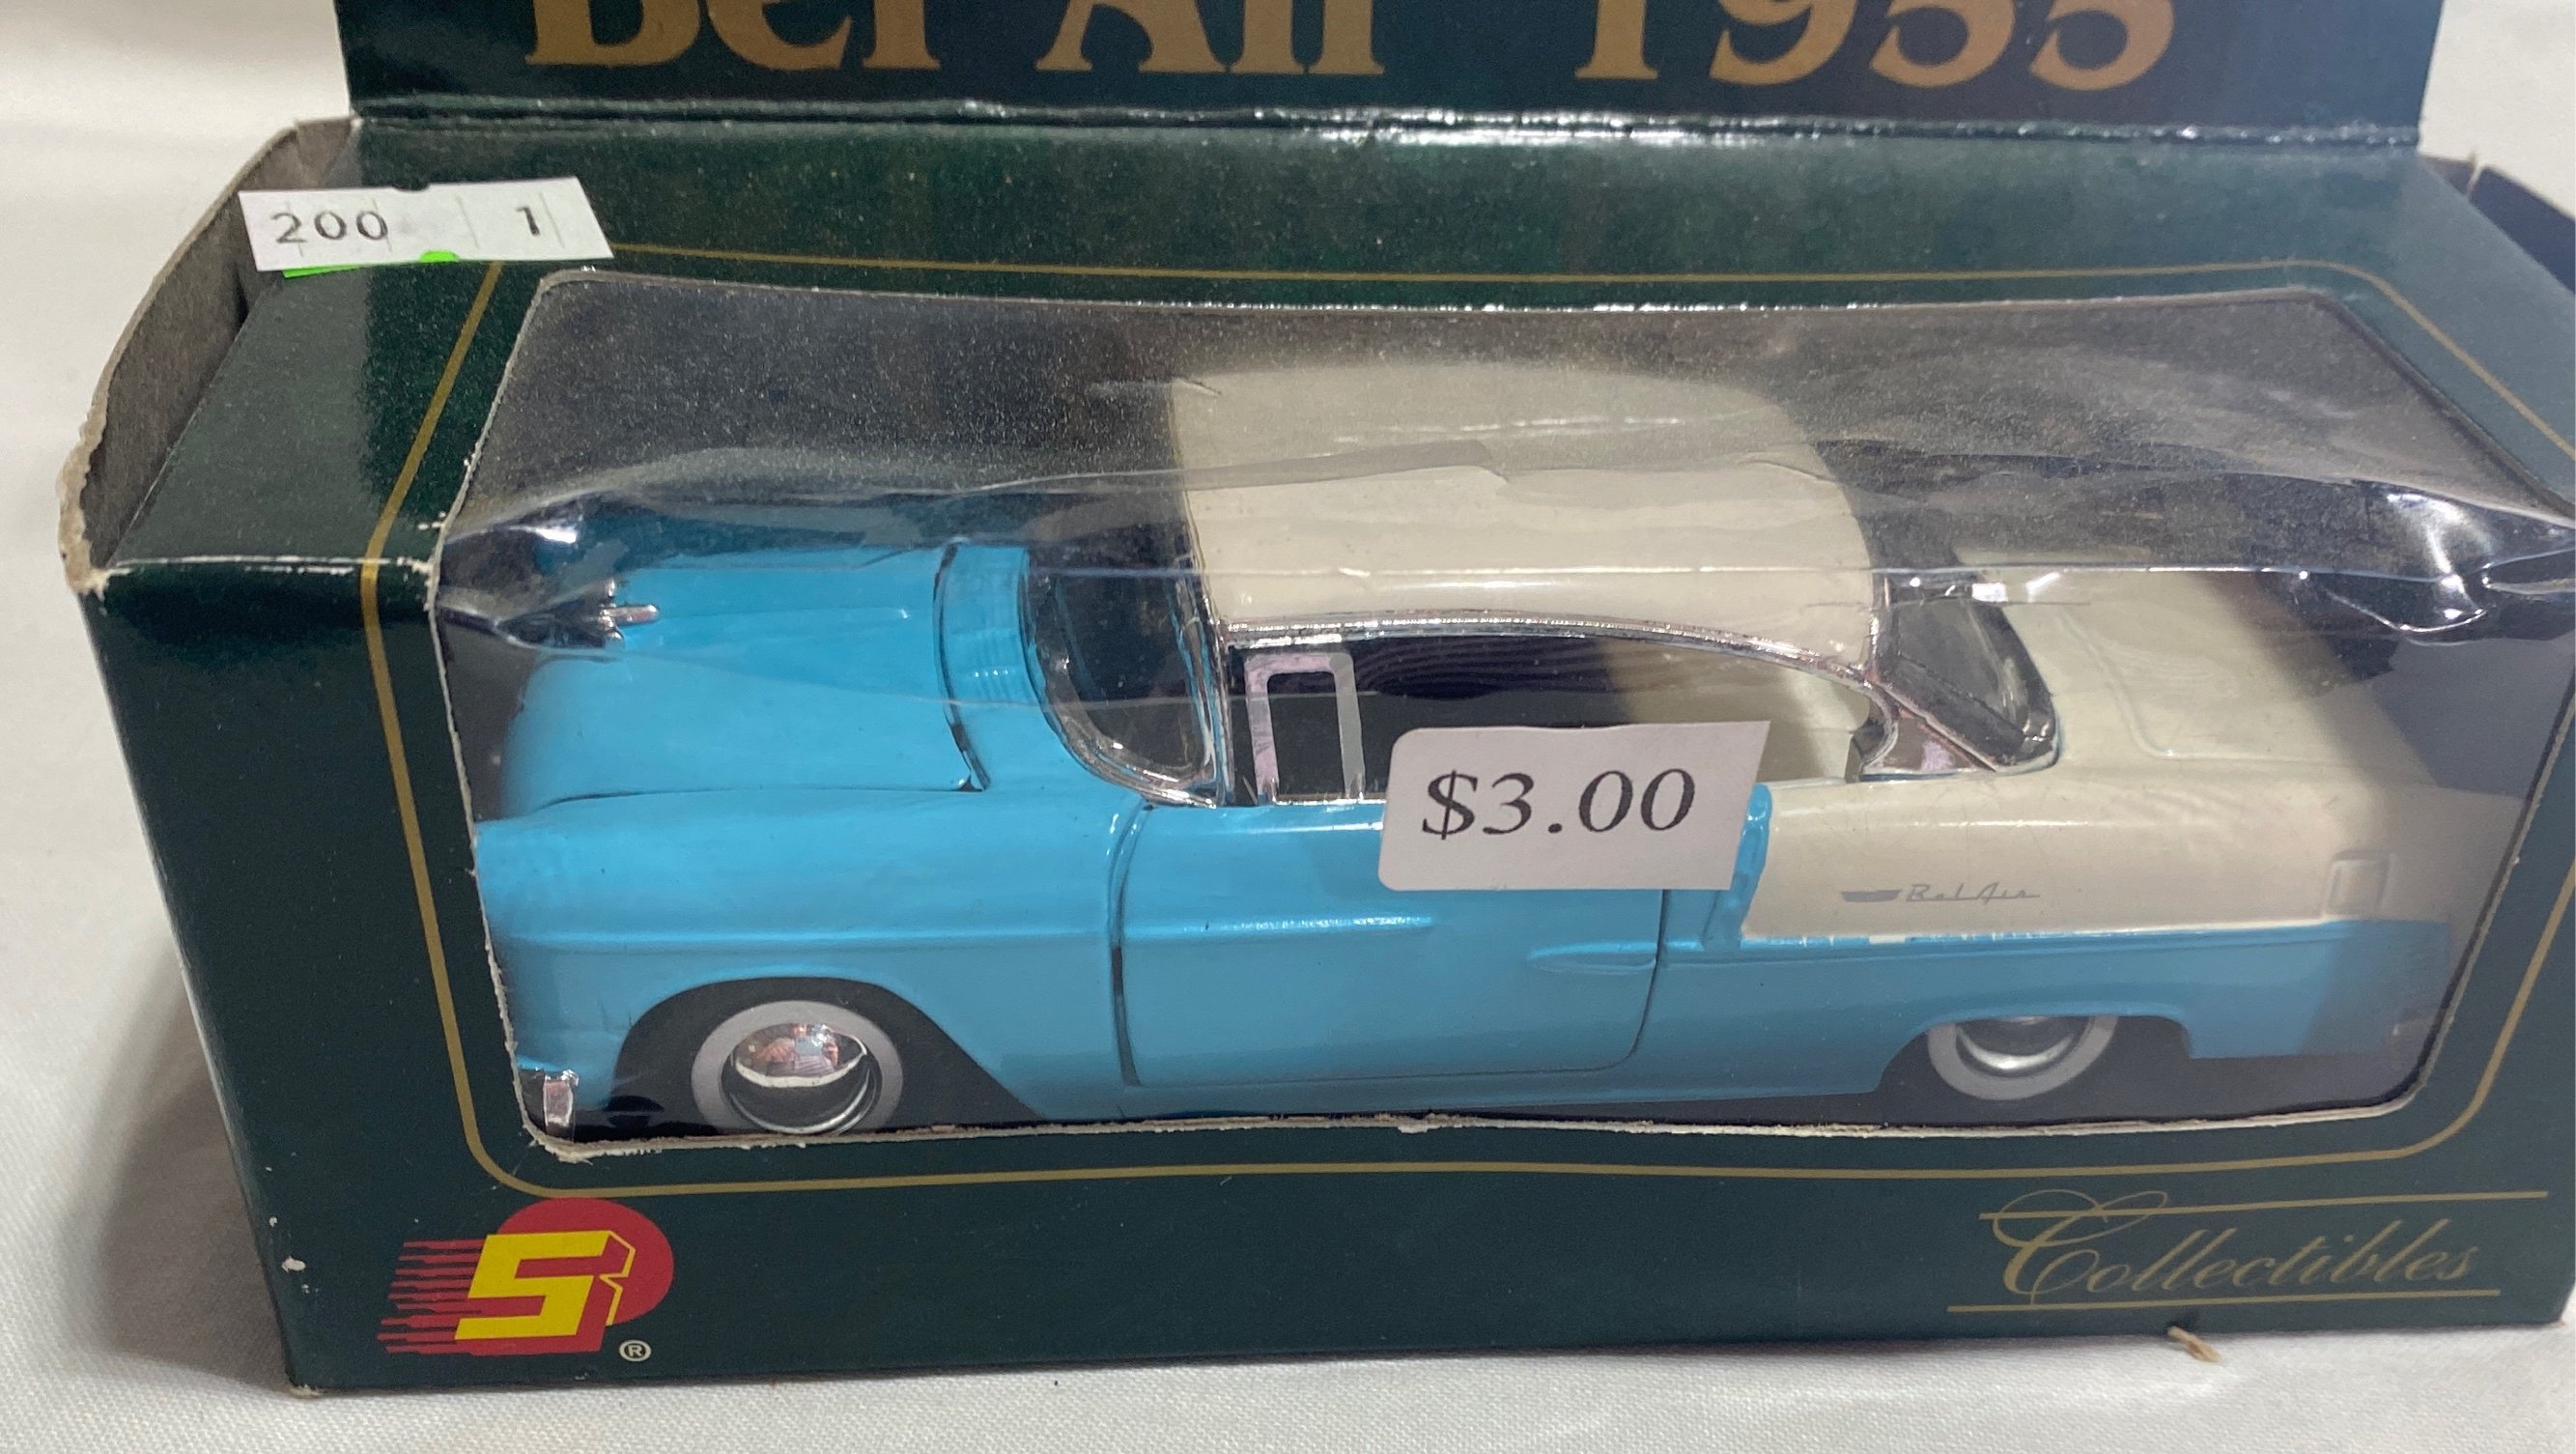 Bel Air 1955
200 1
$3.00
Bel Air
S
®
Collectibles